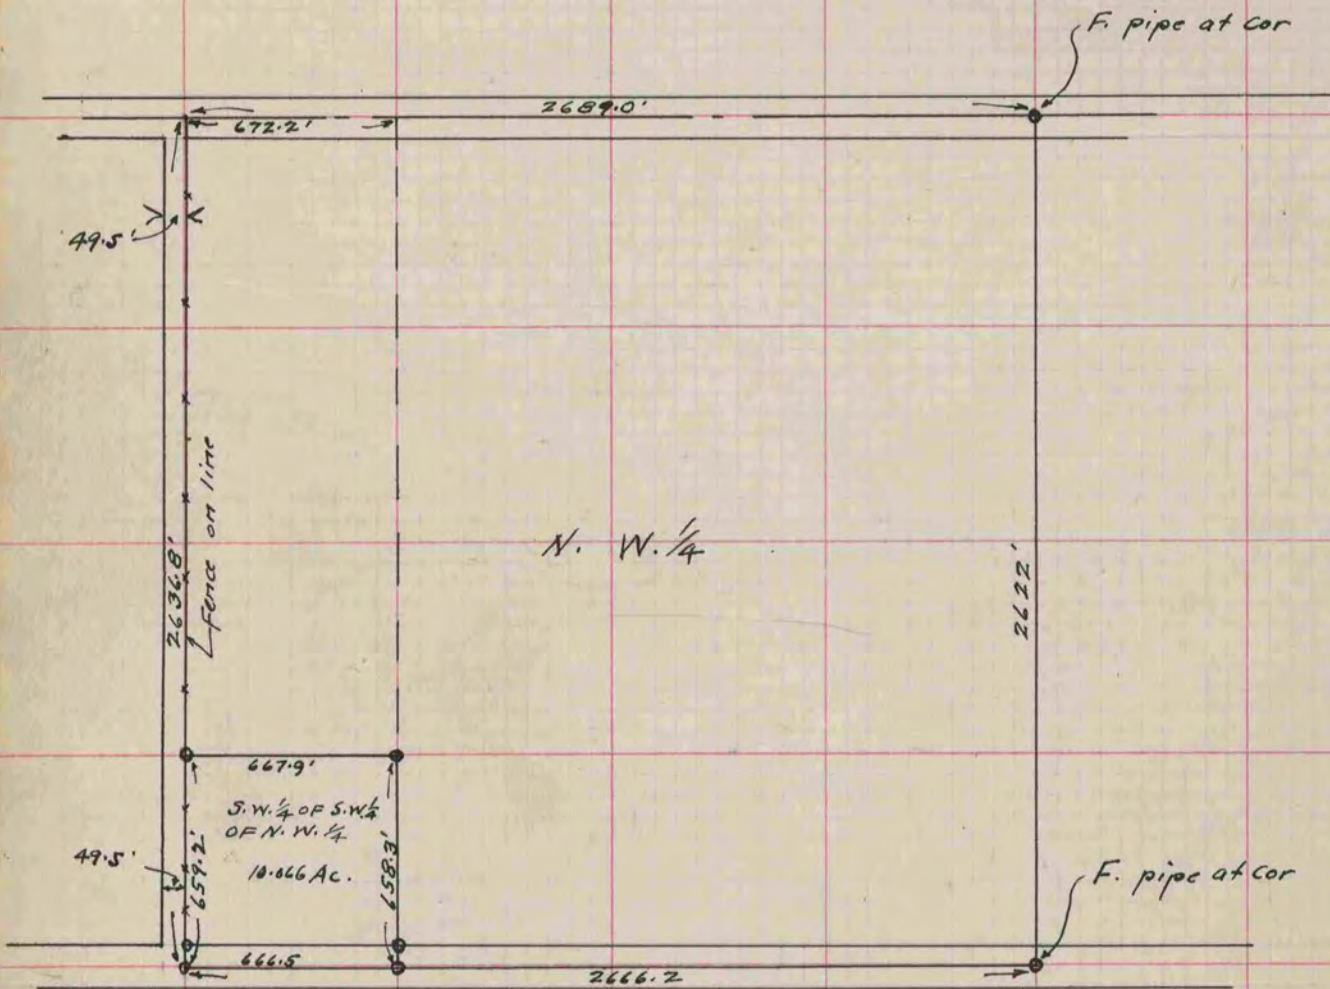 F. pipe at cor
2689.0'
672.2'
49.5'
2636.8'
fence on line
N. W. 1/4
2622'
667.9'
S.W. 1/4 OF S.W. 1/4
OF N. W. 1/4
10.066 Ac.
659.2'
658.3'
49.5'
F. pipe at cor
666.5
2666.2